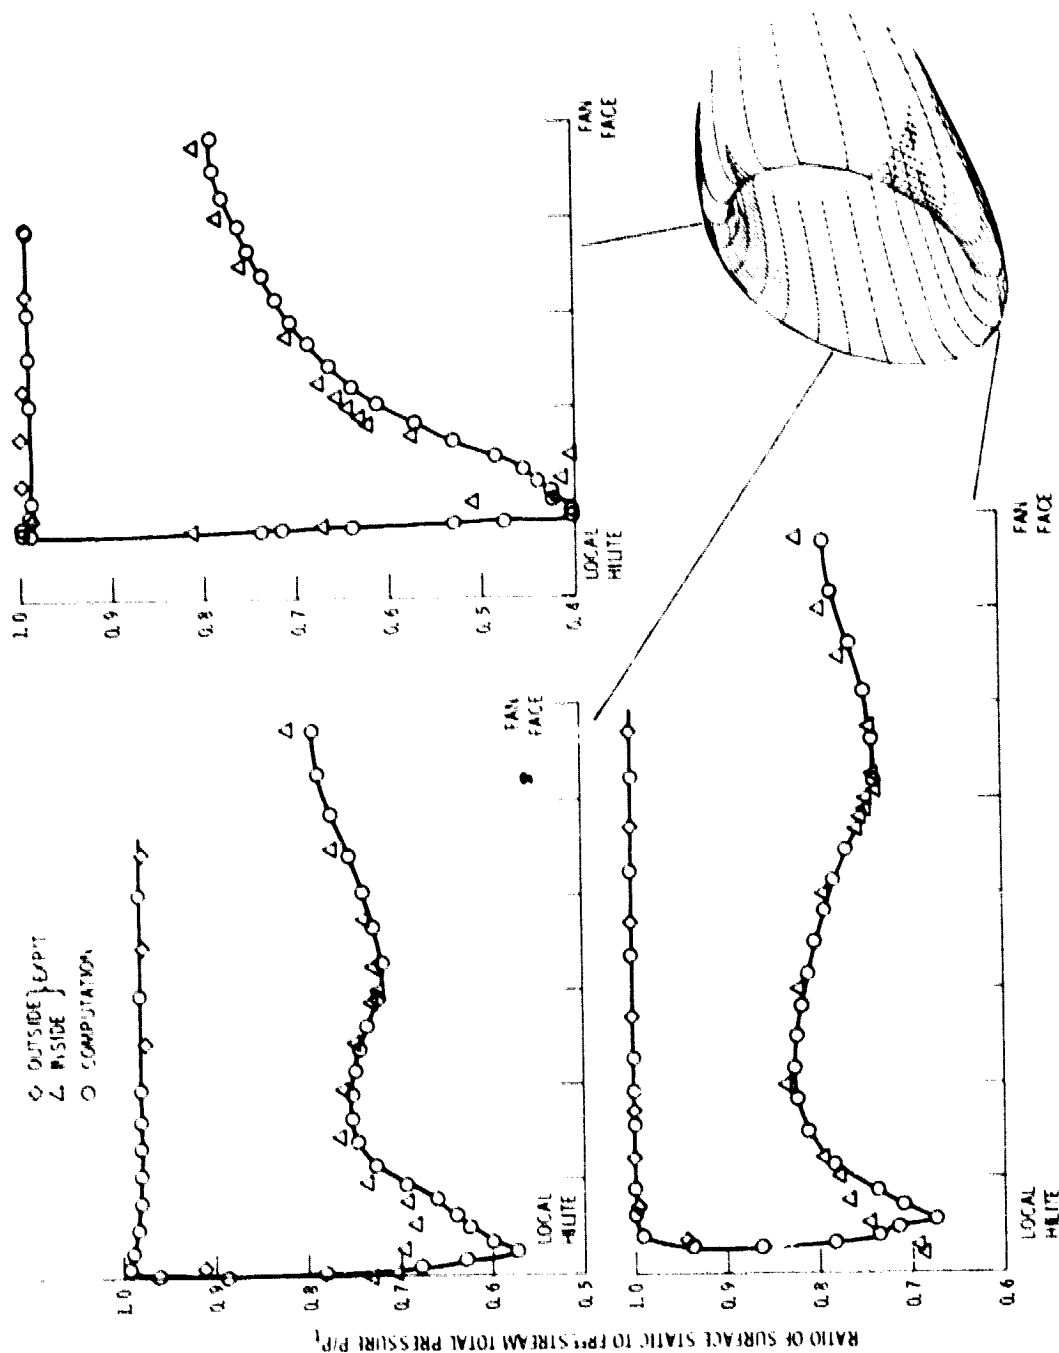 ◇ OUTSIDE } EXP'T
△ INSIDE
○ COMPUTATION
RATIO OF SURFACE STATIC TO FREESTREAM TOTAL PRESSURE P/Pt
1.0
0.9
0.8
0.7
0.6
0.5
LOCAL
HILITE
FAN
FACE
1.0
0.9
0.8
0.7
0.6
0.5
0.4
LOCAL
HILITE
FAN
FACE
1.0
0.9
0.8
0.7
0.6
LOCAL
HILITE
FAN
FACE